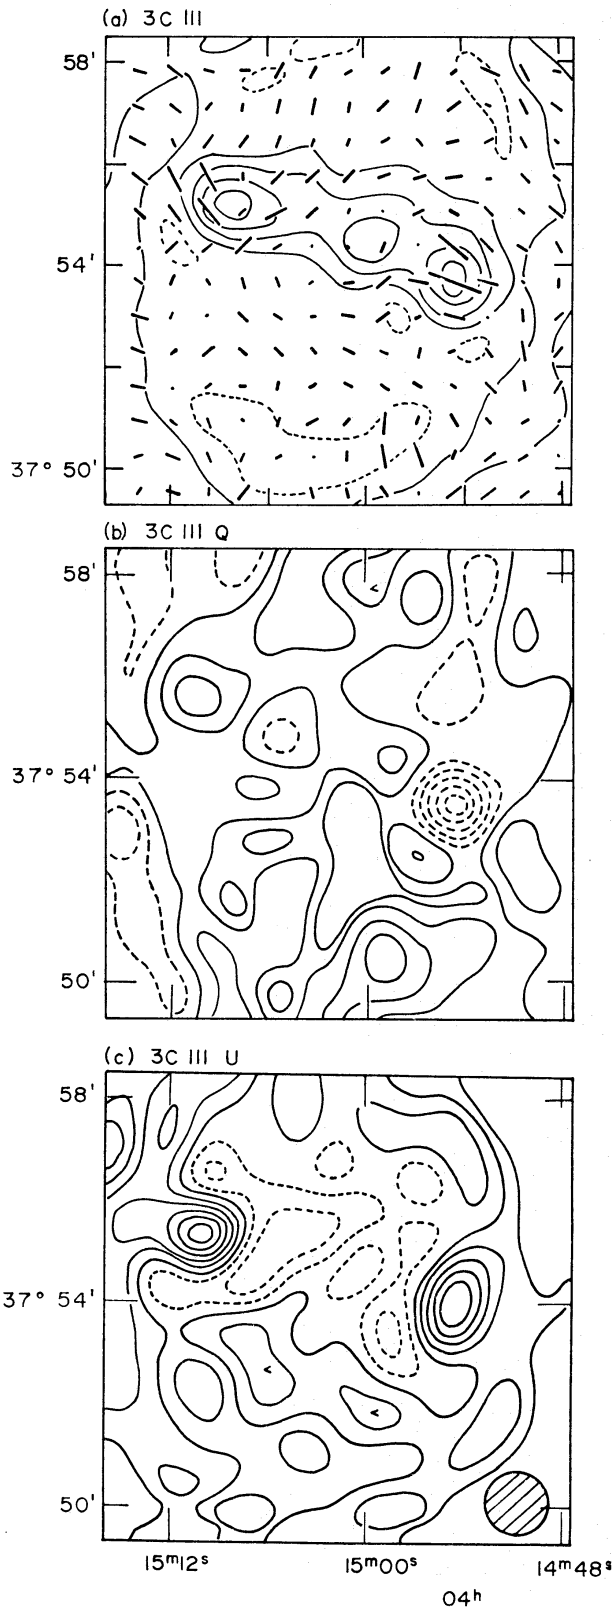 (a) 3C 111
58'
54'
37° 50'
(b) 3C 111 Q
58'
37° 54'
50'
(c) 3C 111 U
58'
37° 54'
50'
15ᵐ12ˢ 15ᵐ00ˢ 14ᵐ48ˢ
04ʰ